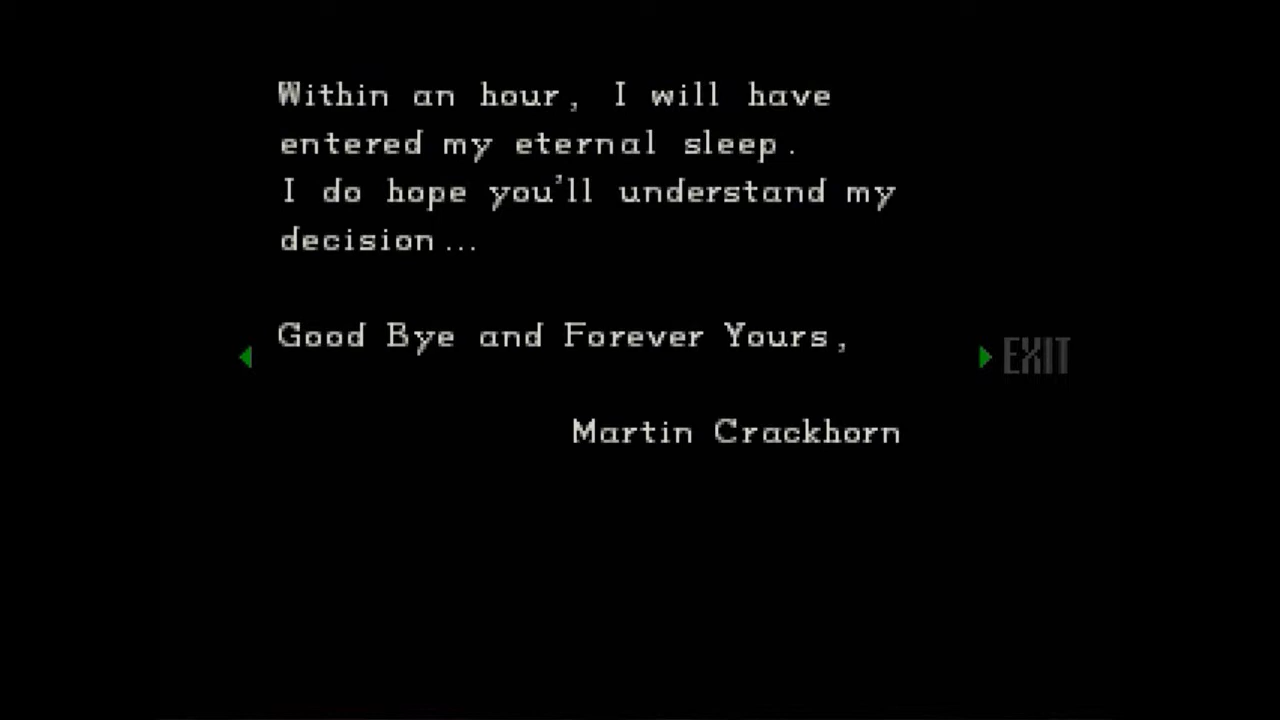 Within an hour, I will have
entered my eternal sleep.
I do hope you'll understand my
decision...
Good Bye and Forever Yours,
EXIT
Martin Crackhorn